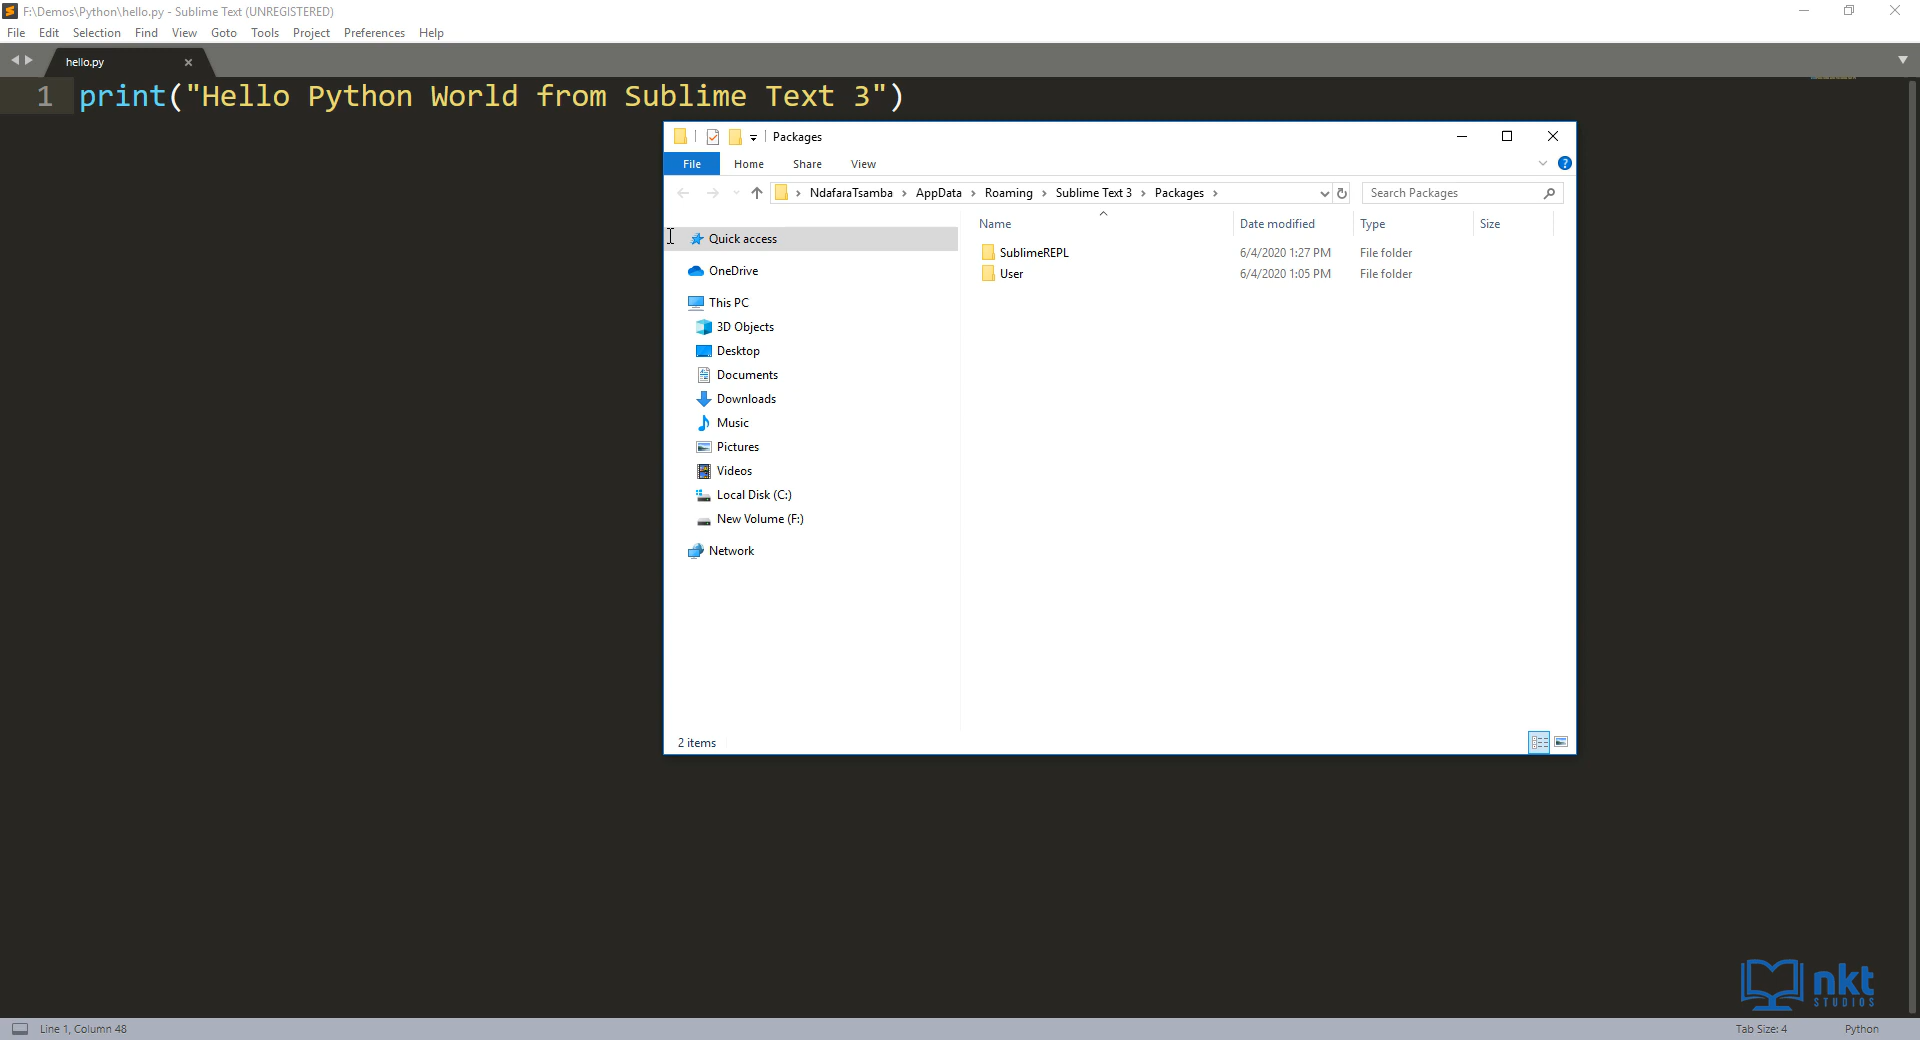 F:\Demos\Python\hello.py - Sublime Text (UNREGISTERED)
File Edit Selection Find View Goto Tools Project Preferences Help
hello.py
1 print("Hello Python World from Sublime Text 3")
Packages
File Home Share View
NdafaraTsamba AppData Roaming Sublime Text 3 Packages Search Packages
Name Date modified Type Size
Quick access
SublimeREPL 6/4/2020 1:27 PM File folder
User 6/4/2020 1:05 PM File folder
OneDrive
This PC
3D Objects
Desktop
Documents
Downloads
Music
Pictures
Videos
Local Disk (C:)
New Volume (F:)
Network
2 items
nkt
STUDIOS
Line 1, Column 48 Tab Size: 4 Python